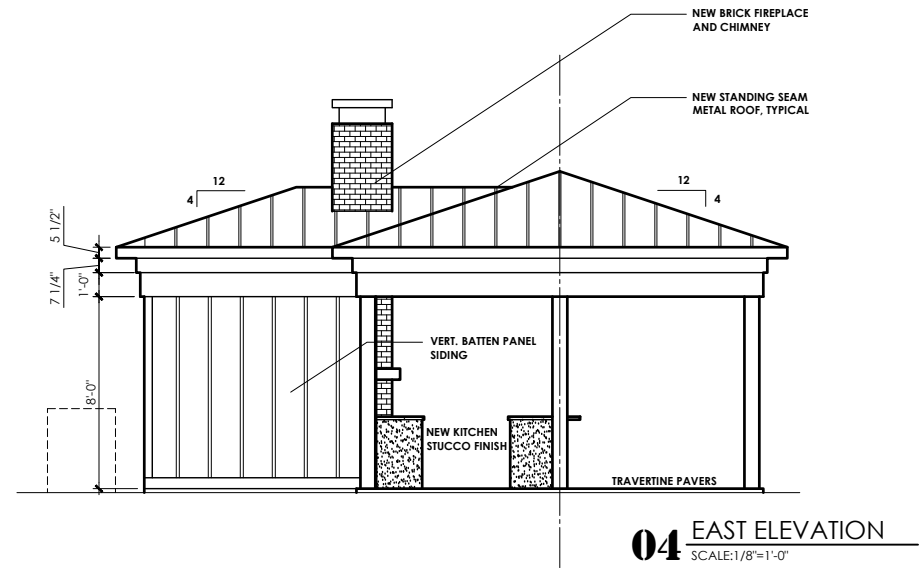 NEW BRICK FIREPLACE
AND CHIMNEY
NEW STANDING SEAM
METAL ROOF, TYPICAL
12
4
12
4
5 1/2"
7 1/4"
1'-0"
8'-0"
VERT. BATTEN PANEL
SIDING
NEW KITCHEN
STUCCO FINISH
TRAVERTINE PAVERS
04 EAST ELEVATION
SCALE:1/8"=1'-0"